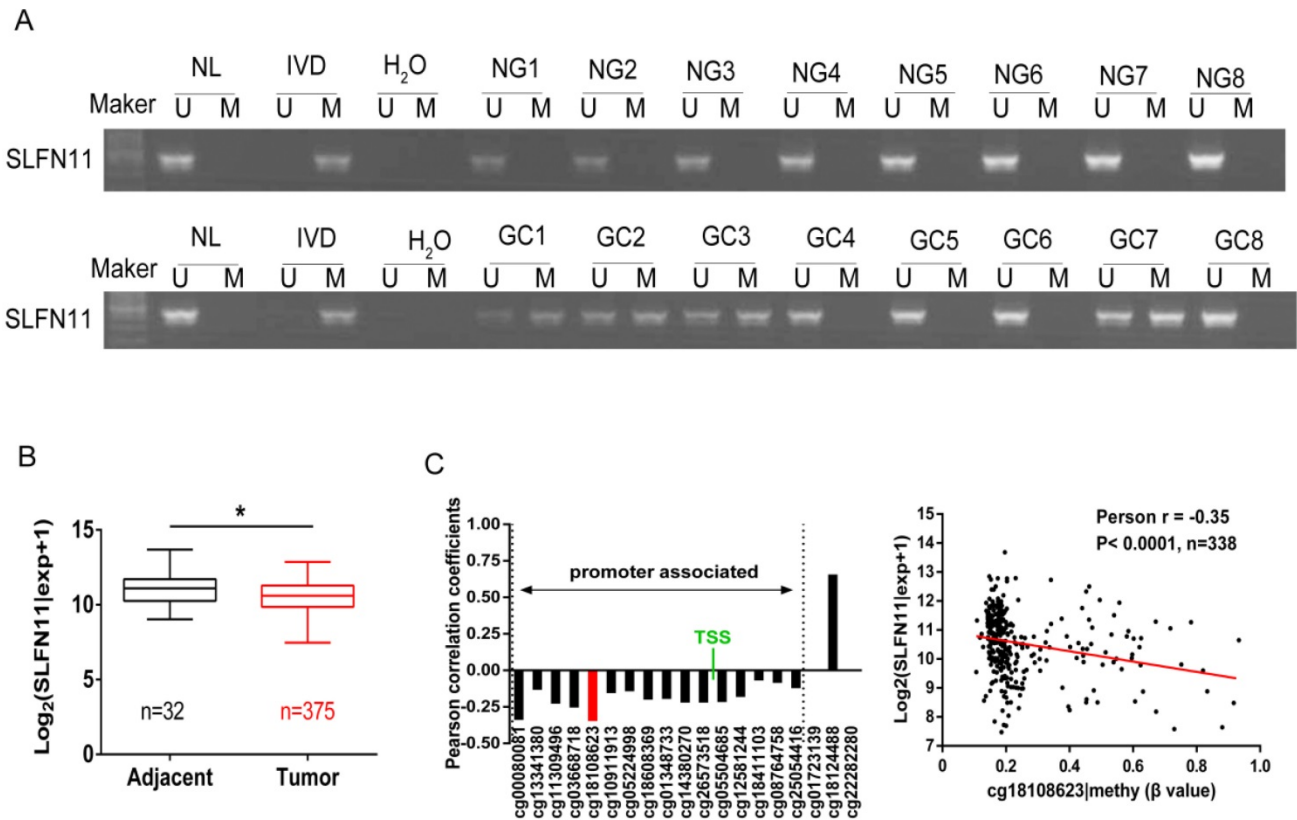 A
NL IVD H2O NG1 NG2 NG3 NG4 NG5 NG6 NG7 NG8
Maker U M U M U M U M U M U M U M U M U M U M U M
SLFN11
NL IVD H2O GC1 GC2 GC3 GC4 GC5 GC6 GC7 GC8
Maker U M U M U M U M U M U M U M U M U M U M U M
SLFN11
B
Log2(SLFN11|exp+1)
15
10
5
0
*
n=32 n=375
Adjacent Tumor
C
Pearson correlation coefficients
1.00
0.75
0.50
0.25
0.00
-0.25
-0.50
promoter associated
TSS
cg00080081
cg13341380
cg11309496
cg03668718
cg18108623
cg10911913
cg05224998
cg18608369
cg01348733
cg14380270
cg26573518
cg05504685
cg12581244
cg18411103
cg08764758
cg25054416
cg01723139
cg18124488
cg22282280
Person r = -0.35
P< 0.0001, n=338
Log2(SLFN11|exp+1)
15
14
13
12
11
10
9
8
7
0 0.2 0.4 0.6 0.8 1.0
cg18108623|methy (β value)